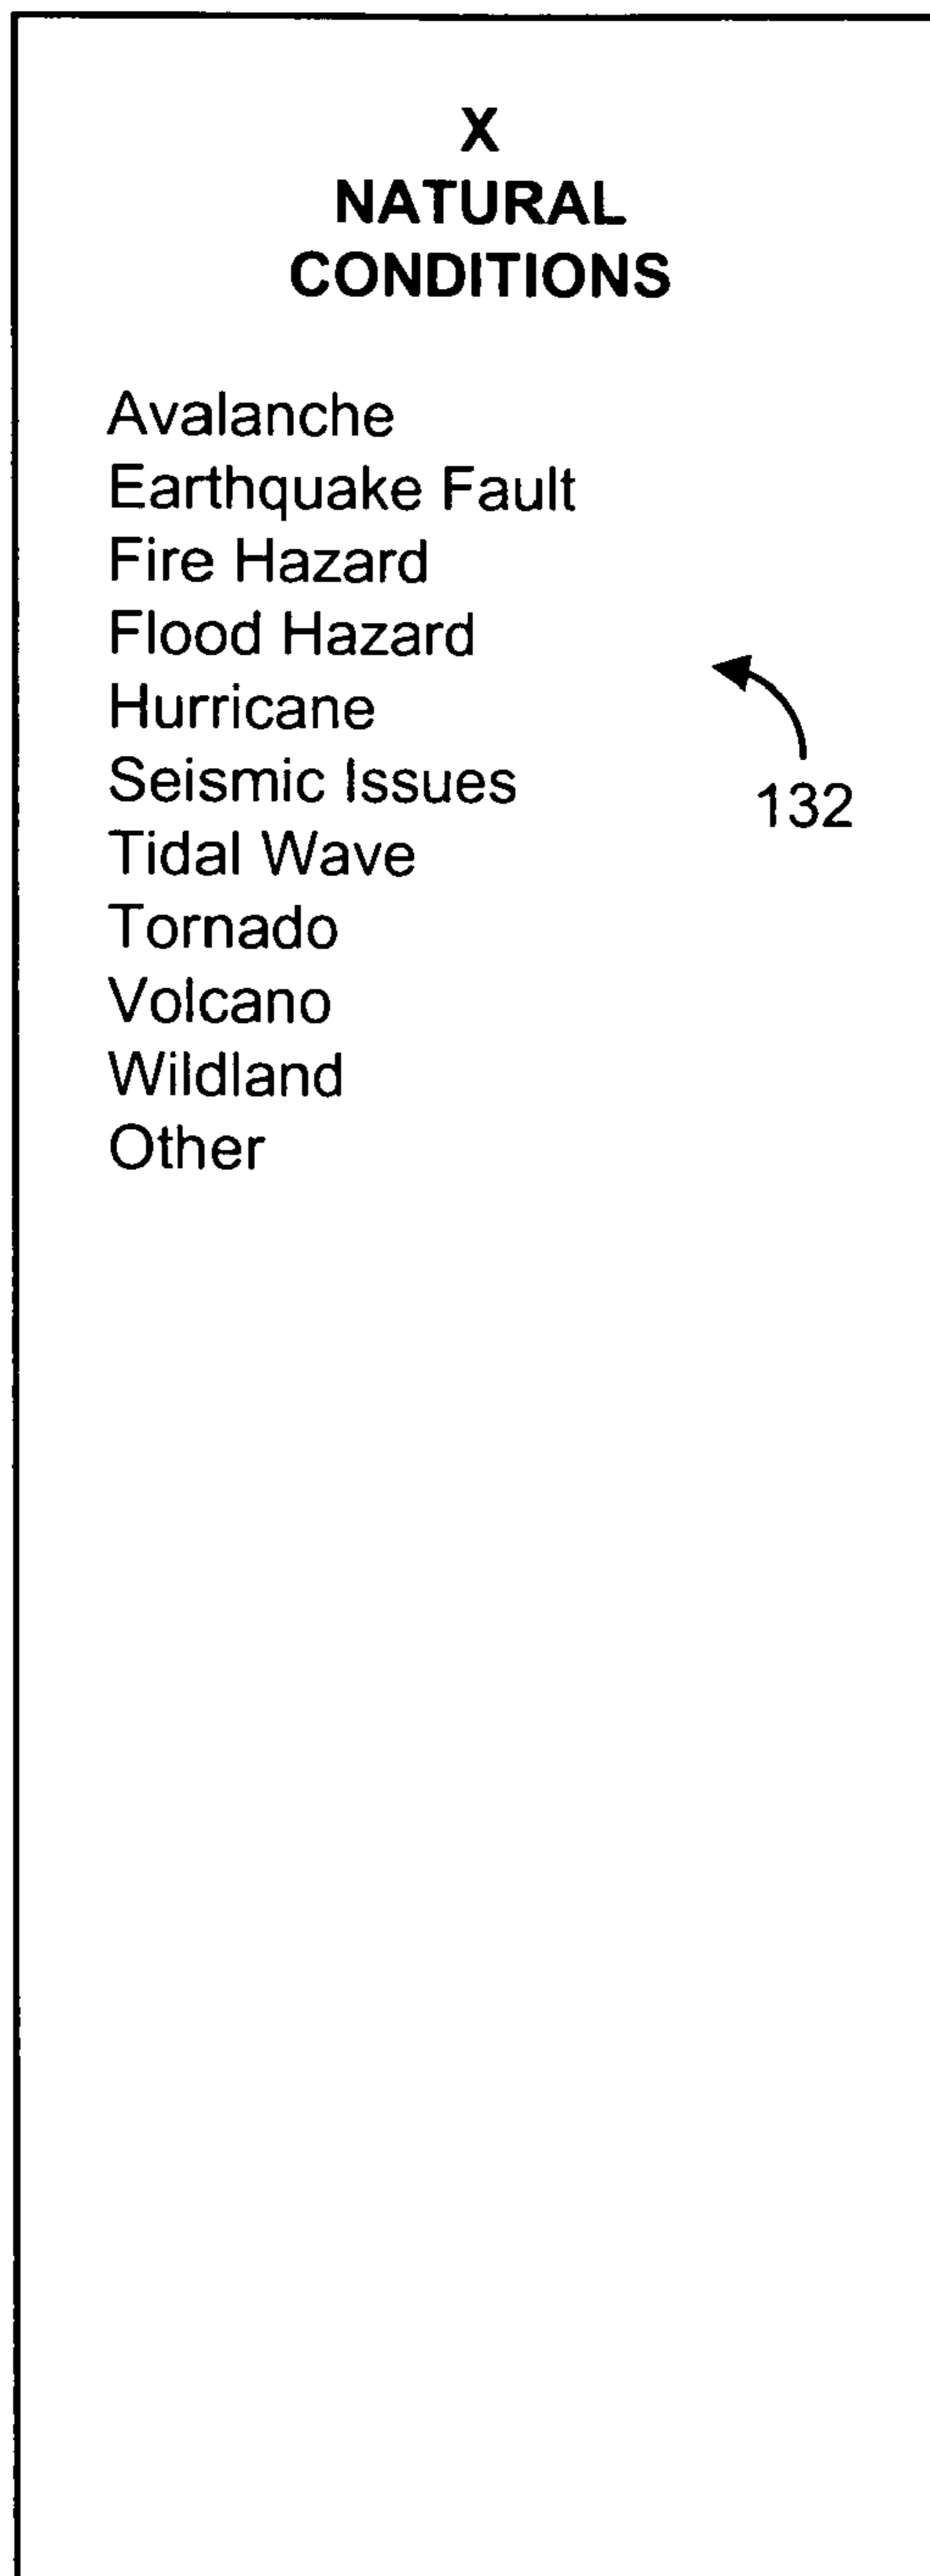 X
NATURAL
CONDITIONS
Avalanche
Earthquake Fault
Fire Hazard
Flood Hazard
Hurricane
Seismic Issues
132
Tidal Wave
Tornado
Volcano
Wildland
Other